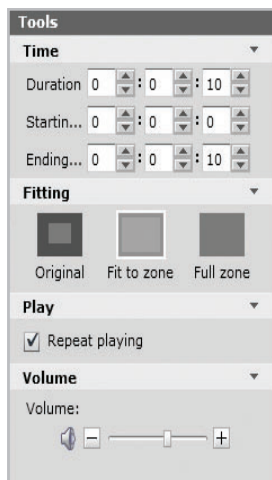 Tools
Time
Duration 0 : 0 : 10
Startin... 0 : 0 : 0
Ending... 0 : 0 : 10
Fitting
Original Fit to zone Full zone
Play
Repeat playing
Volume
Volume: